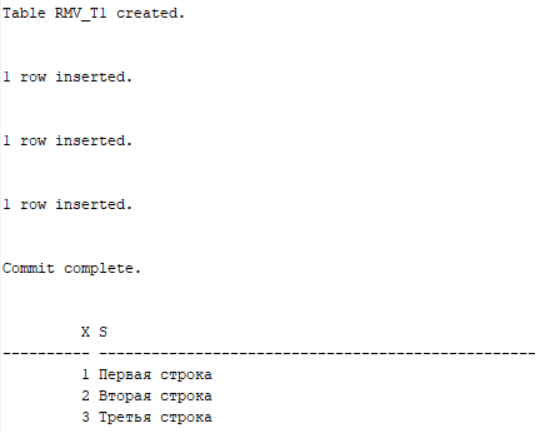 Table RMV_T1 created.
1 row inserted.
1 row inserted.
1 row inserted.
Commit complete.
X S
---------- --------------------------------------------------
1 Первая строка
2 Вторая строка
3 Третья строка